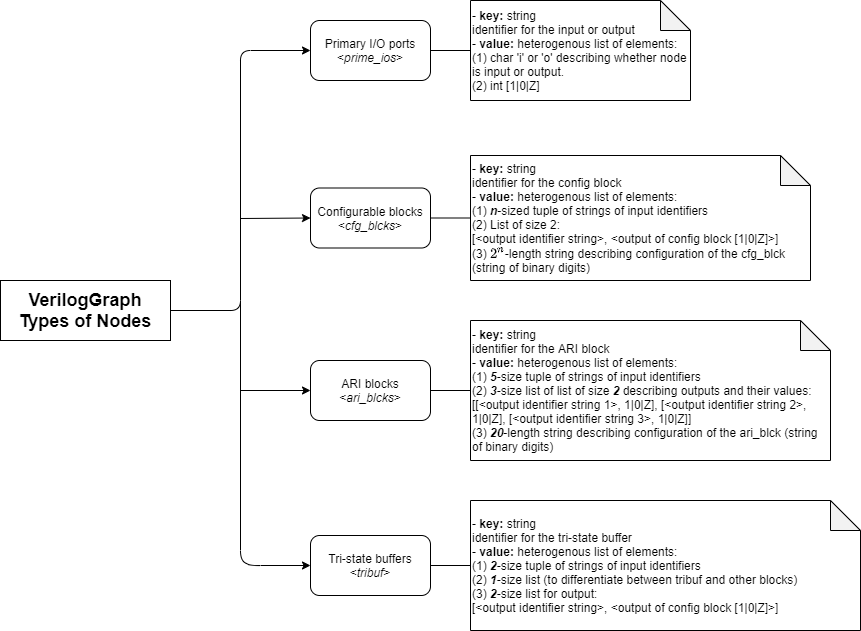 Primary I/O ports
<prime_ios>
- key: string
identifier for the input or output
- value: heterogenous list of elements:
(1) char 'i' or 'o' describing whether node
is input or output.
(2) int [1|0|Z]
Configurable blocks
<cfg_blcks>
- key: string
identifier for the config block
- value: heterogenous list of elements:
(1) n-sized tuple of strings of input identifiers
(2) List of size 2:
[<output identifier string>, <output of config block [1|0|Z]>]
(3) 2ⁿ-length string describing configuration of the cfg_blck
(string of binary digits)
VerilogGraph
Types of Nodes
ARI blocks
<ari_blcks>
- key: string
identifier for the ARI block
- value: heterogenous list of elements:
(1) 5-size tuple of strings of input identifiers
(2) 3-size list of list of size 2 describing outputs and their values:
[[<output identifier string 1>, 1|0|Z], [<output identifier string 2>,
1|0|Z], [<output identifier string 3>, 1|0|Z]]
(3) 20-length string describing configuration of the ari_blck (string
of binary digits)
Tri-state buffers
<tribuf>
- key: string
identifier for the tri-state buffer
- value: heterogenous list of elements:
(1) 2-size tuple of strings of input identifiers
(2) 1-size list (to differentiate between tribuf and other blocks)
(3) 2-size list for output:
[<output identifier string>, <output of config block [1|0|Z]>]